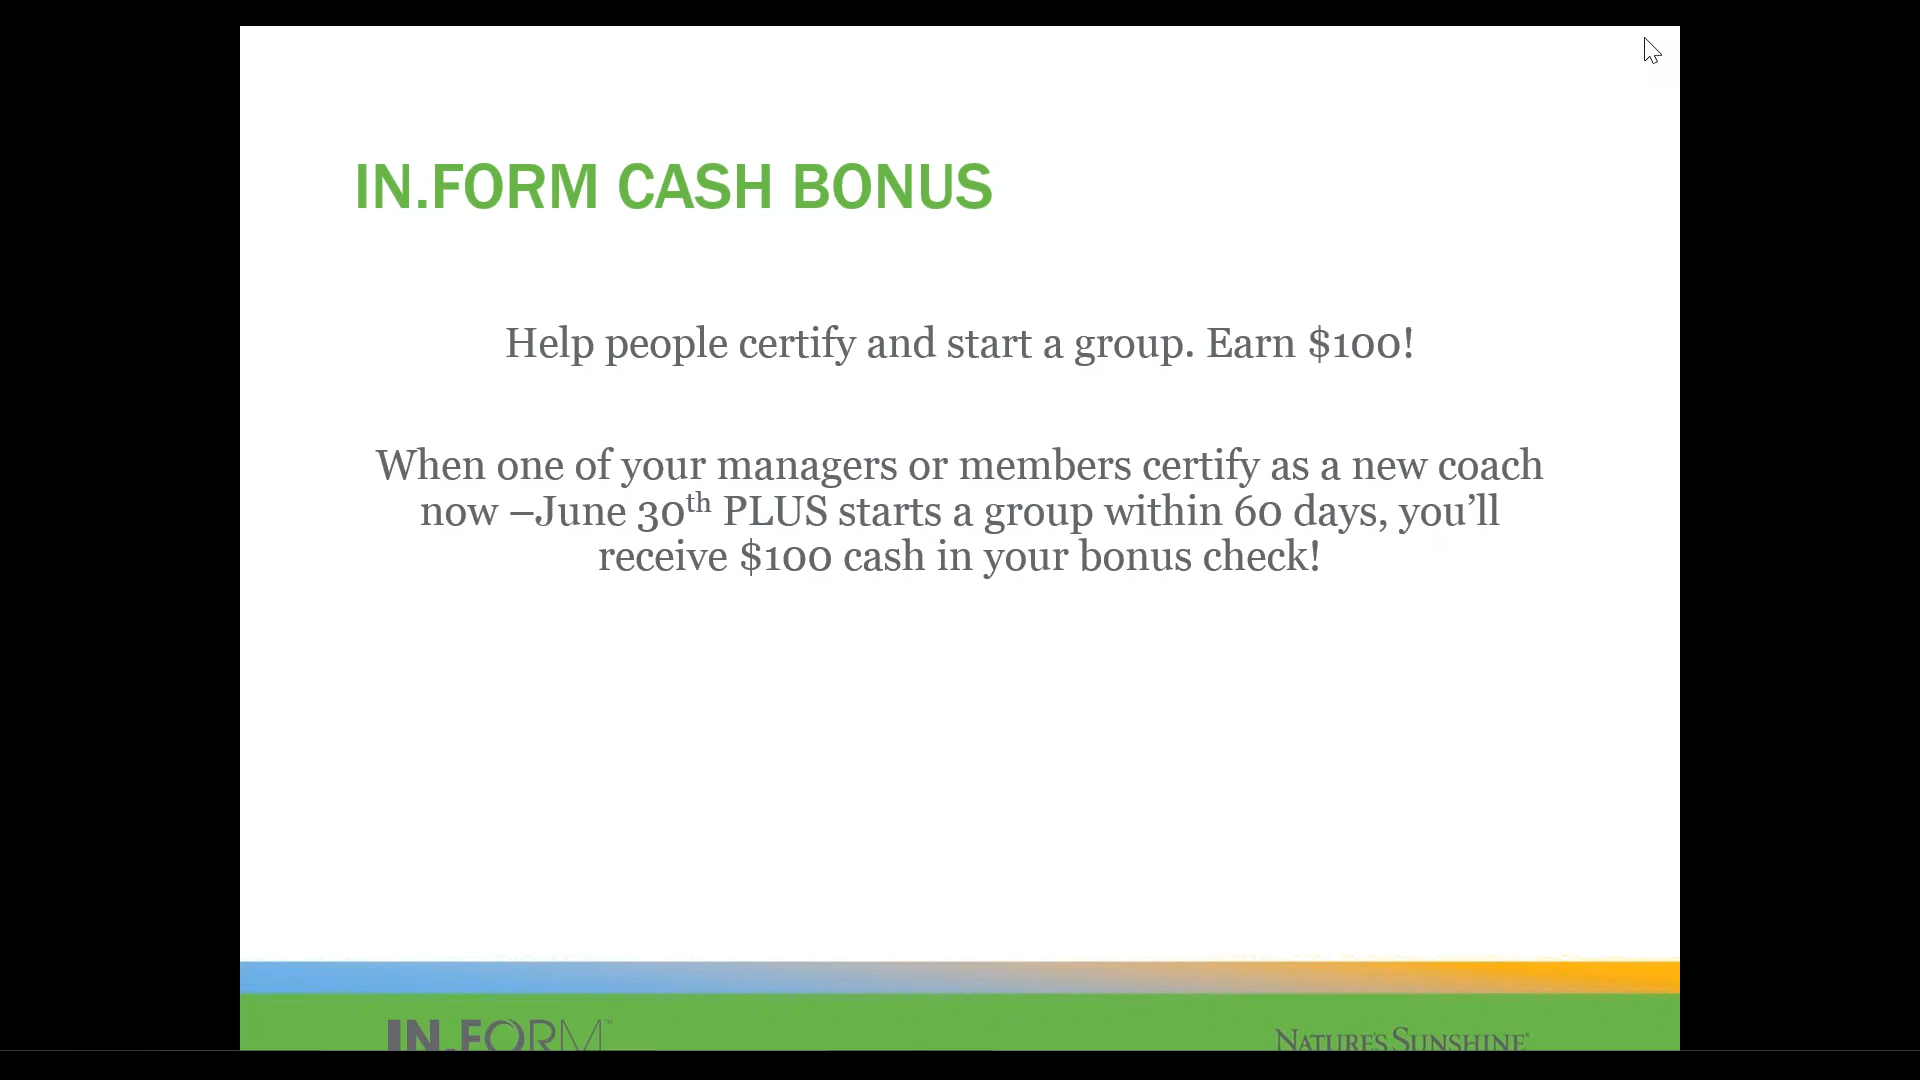 IN.FORM CASH BONUS
Help people certify and start a group. Earn $100!
When one of your managers or members certify as a new coach
now –June 30th PLUS starts a group within 60 days, you’ll
receive $100 cash in your bonus check!
IN.FORM™
NATURE'S SUNSHINE®